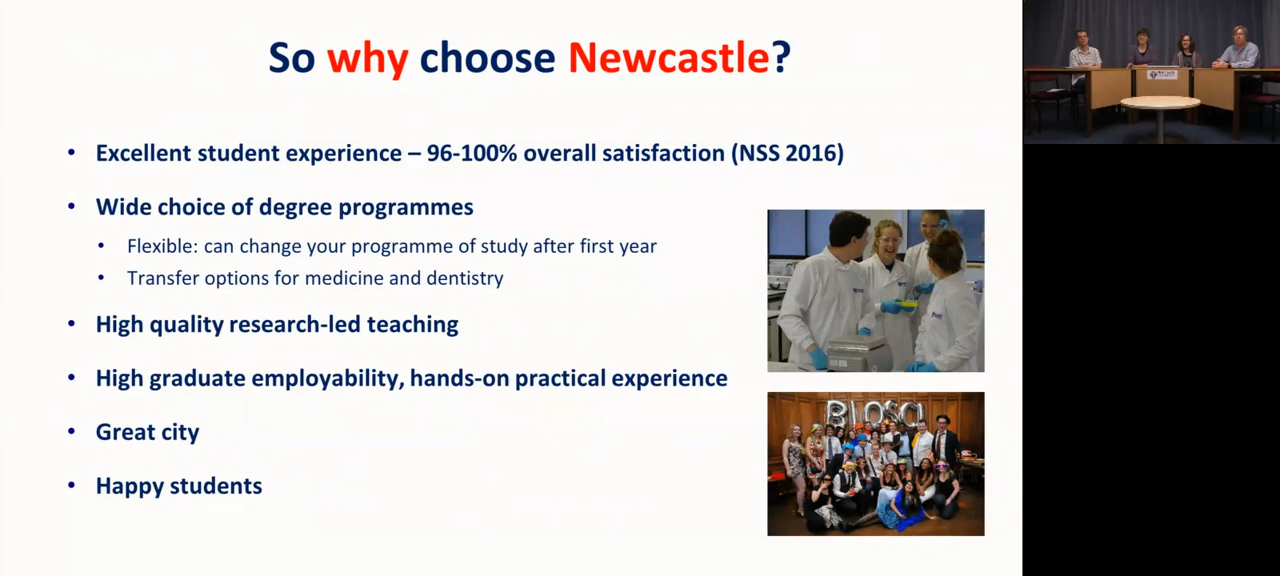 So why choose Newcastle?
• Excellent student experience – 96-100% overall satisfaction (NSS 2016)
• Wide choice of degree programmes
• Flexible: can change your programme of study after first year
• Transfer options for medicine and dentistry
• High quality research-led teaching
• High graduate employability, hands-on practical experience
• Great city
• Happy students
BIOSCI